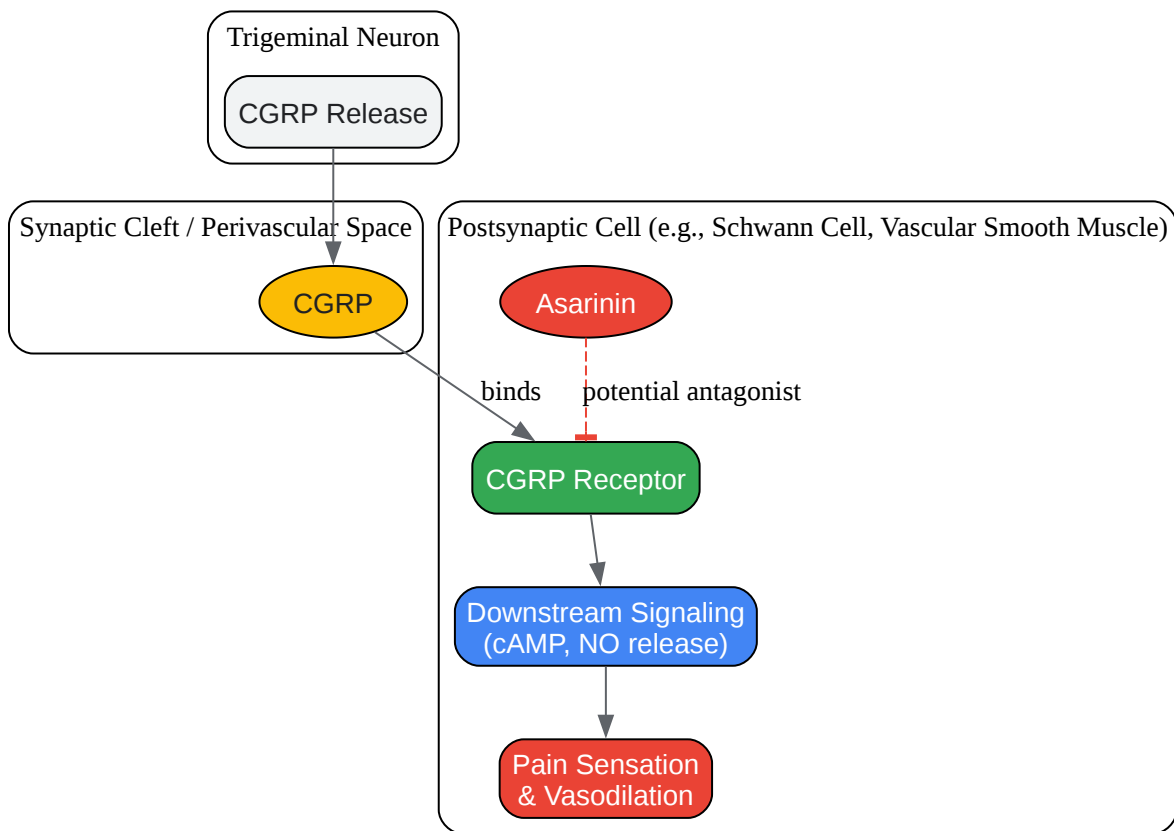 Trigeminal Neuron
CGRP Release
Synaptic Cleft / Perivascular Space
Postsynaptic Cell (e.g., Schwann Cell, Vascular Smooth Muscle)
CGRP
Asarinin
binds
potential antagonist
CGRP Receptor
Downstream Signaling
(cAMP, NO release)
Pain Sensation
& Vasodilation